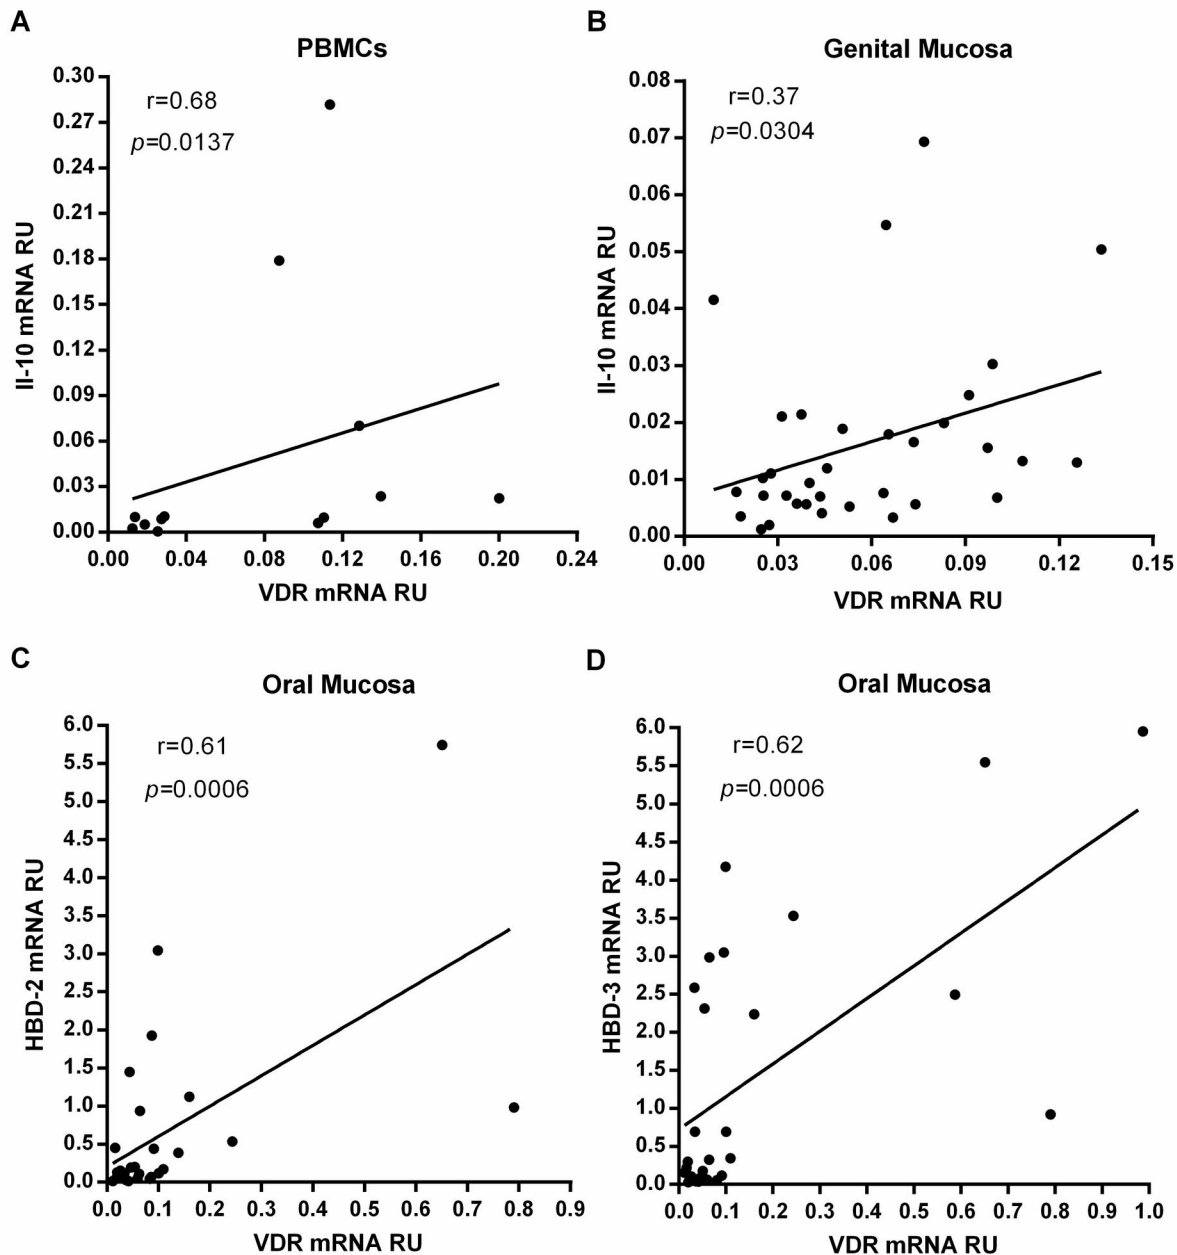 A
PBMCs
r=0.68
p=0.0137
0.30
0.27
0.24
0.21
0.18
0.15
0.12
0.09
0.06
0.03
0.00
Il-10 mRNA RU
0.00 0.04 0.08 0.12 0.16 0.20 0.24
VDR mRNA RU
B
Genital Mucosa
r=0.37
p=0.0304
0.08
0.07
0.06
0.05
0.04
0.03
0.02
0.01
0.00
Il-10 mRNA RU
0.00 0.03 0.06 0.09 0.12 0.15
VDR mRNA RU
C
Oral Mucosa
r=0.61
p=0.0006
6.0
5.5
5.0
4.5
4.0
3.5
3.0
2.5
2.0
1.5
1.0
0.5
0.0
HBD-2 mRNA RU
0.0 0.1 0.2 0.3 0.4 0.5 0.6 0.7 0.8 0.9
VDR mRNA RU
D
Oral Mucosa
r=0.62
p=0.0006
6.0
5.5
5.0
4.5
4.0
3.5
3.0
2.5
2.0
1.5
1.0
0.5
0.0
HBD-3 mRNA RU
0.0 0.1 0.2 0.3 0.4 0.5 0.6 0.7 0.8 0.9 1.0
VDR mRNA RU